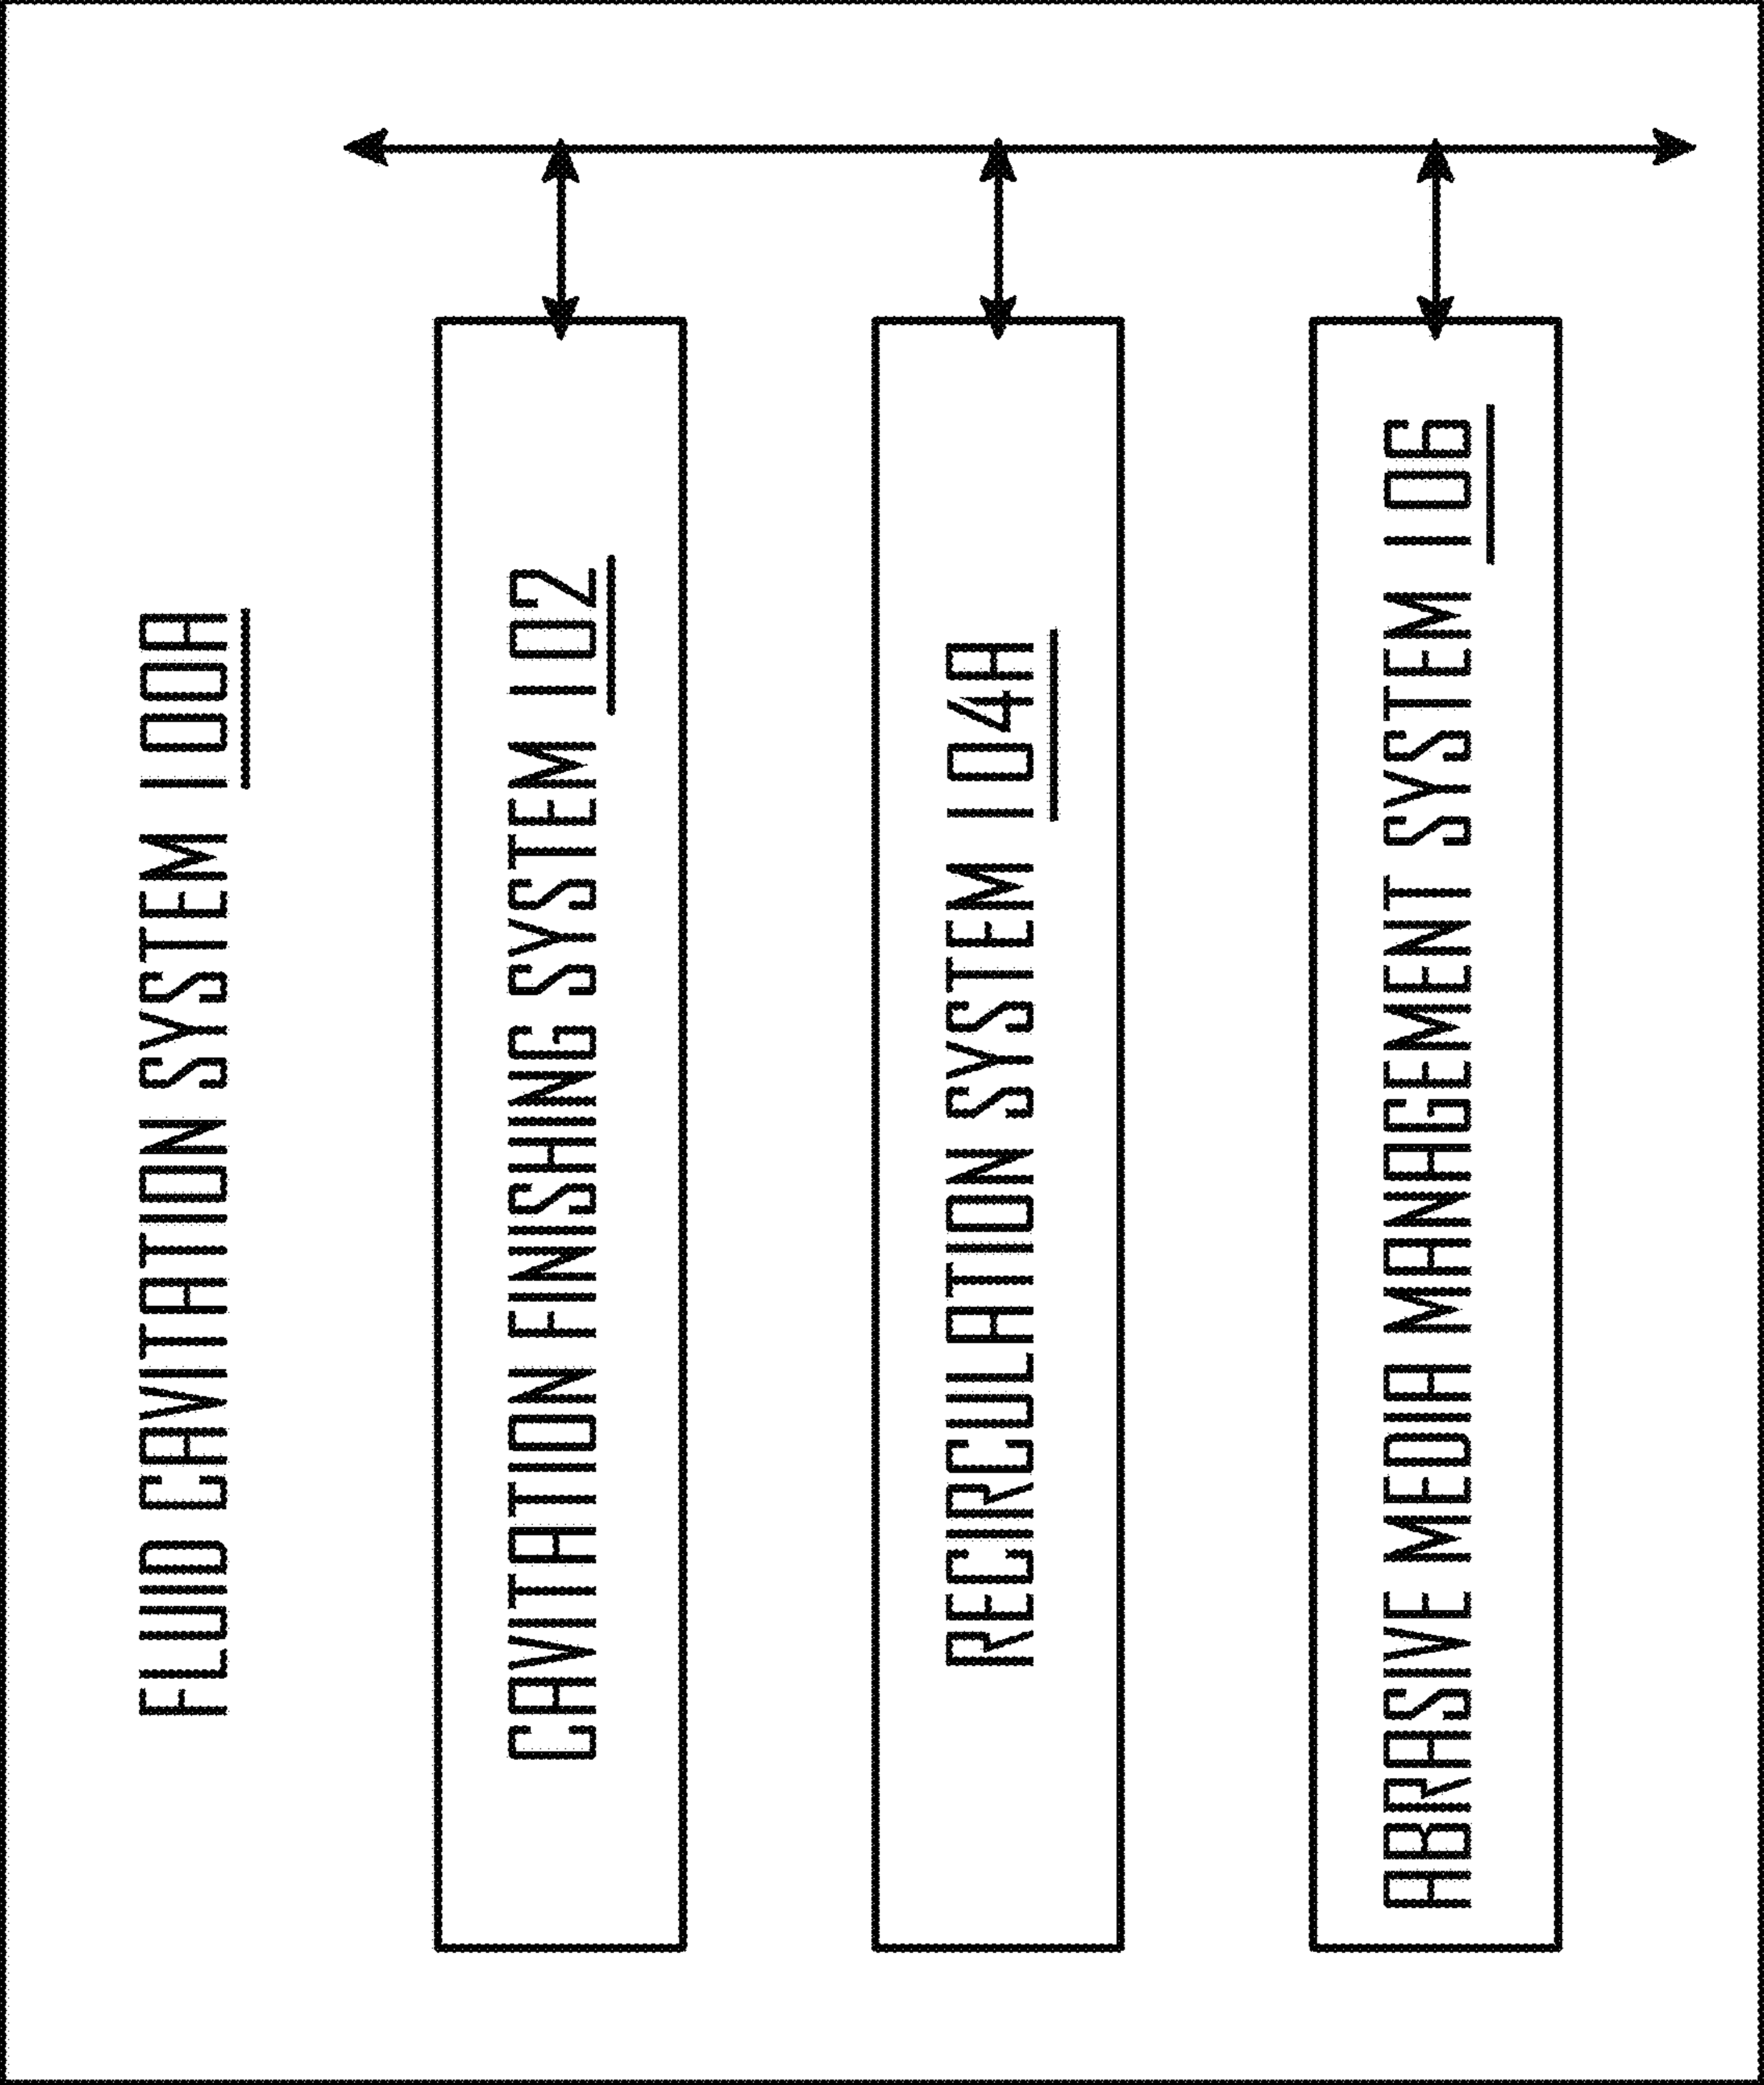 FLUID CAVITATION SYSTEM 100A
CAVITATION FINISHING SYSTEM 102
RECIRCULATION SYSTEM 104A
ABRASIVE MEDIA MANAGEMENT SYSTEM 106